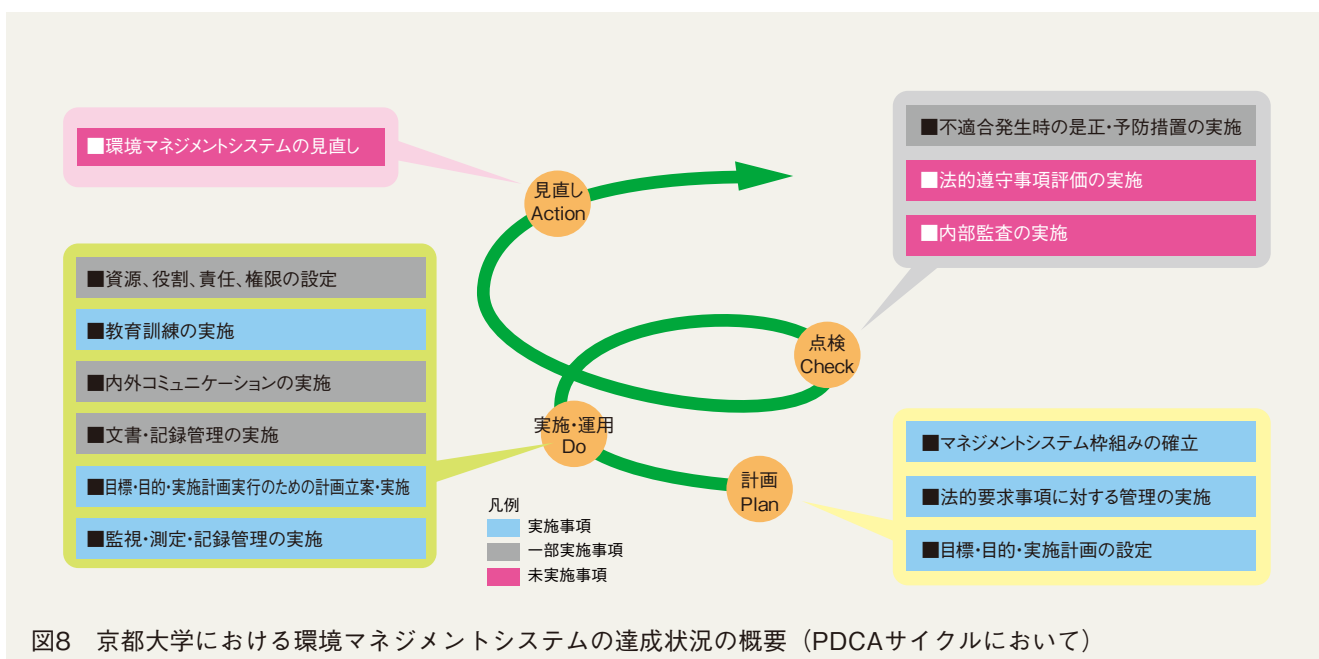 ■環境マネジメントシステムの見直し
■不適合発生時の是正・予防措置の実施
■法的遵守事項評価の実施
■内部監査の実施
見直し
Action
■資源、役割、責任、権限の設定
■教育訓練の実施
■内外コミュニケーションの実施
■文書・記録管理の実施
■目標・目的・実施計画実行のための計画立案・実施
■監視・測定・記録管理の実施
点検
Check
実施・運用
Do
計画
Plan
■マネジメントシステム枠組みの確立
■法的要求事項に対する管理の実施
■目標・目的・実施計画の設定
凡例
実施事項
一部実施事項
未実施事項
図8 京都大学における環境マネジメントシステムの達成状況の概要(PDCAサイクルにおいて)